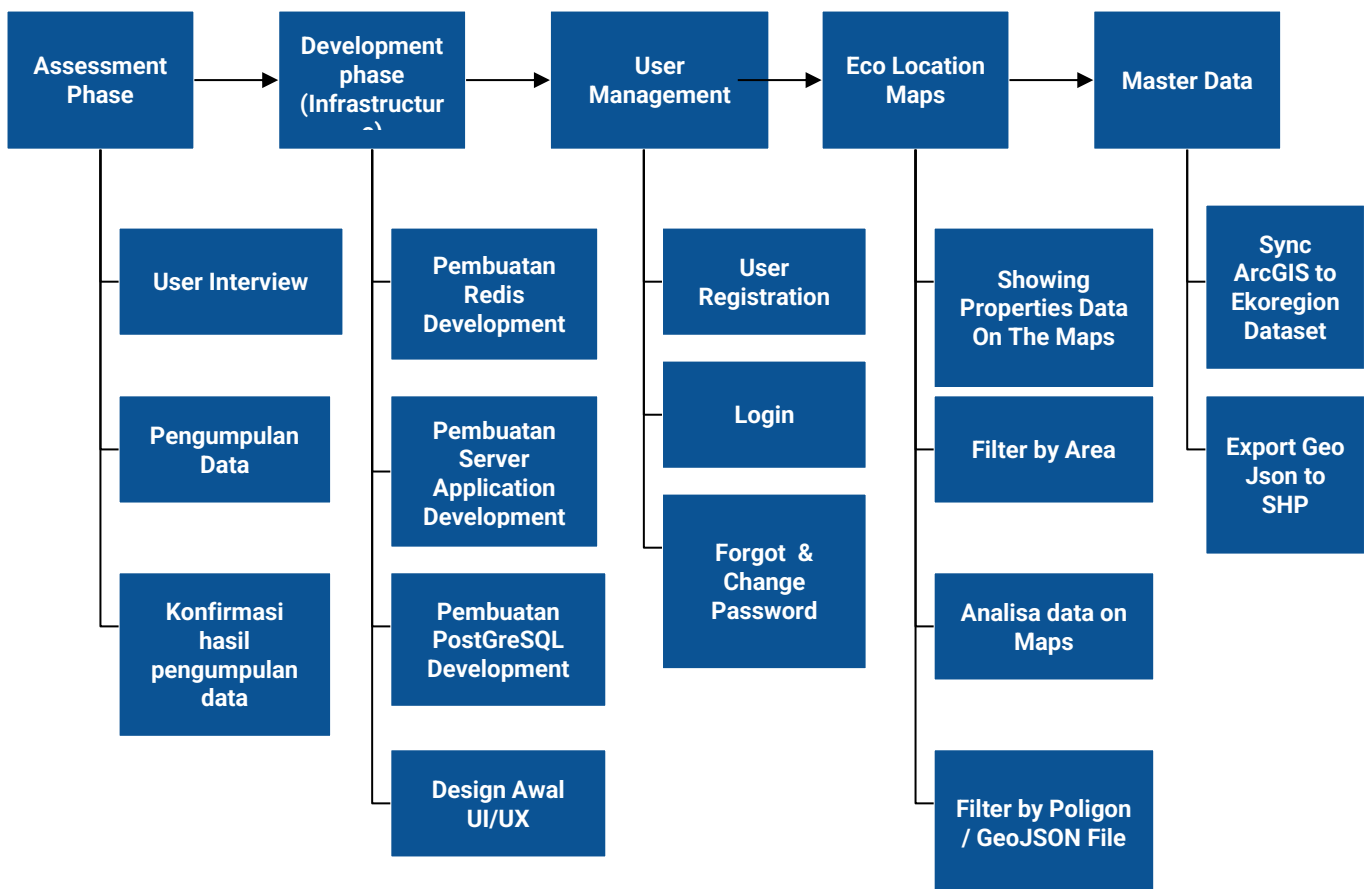 Assessment
Phase
Development
phase
(Infrastructur
e)
User
Management
Eco Location
Maps
Master Data
User Interview
Pengumpulan
Data
Konfirmasi
hasil
pengumpulan
data
Pembuatan
Redis
Development
Pembuatan
Server
Application
Development
Pembuatan
PostGreSQL
Development
Design Awal
UI/UX
User
Registration
Login
Forgot & 
Change
Password
Showing
Properties Data
On The Maps
Filter by Area
Analisa data on
Maps
Filter by Poligon
/ GeoJSON File
Sync
ArcGIS to
Ekoregion
Dataset
Export Geo
Json to
SHP